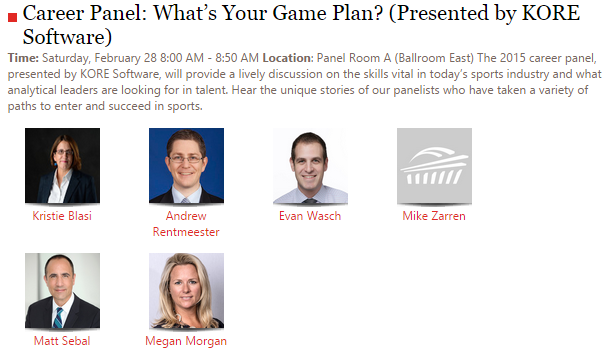 Career Panel: What’s Your Game Plan? (Presented by KORE
Software)
Time: Saturday, February 28 8:00 AM - 8:50 AM Location: Panel Room A (Ballroom East) The 2015 career panel,
presented by KORE Software, will provide a lively discussion on the skills vital in today’s sports industry and what
analytical leaders are looking for in talent. Hear the unique stories of our panelists who have taken a variety of
paths to enter and succeed in sports.
Kristie Blasi
Andrew
Rentmeester
Evan Wasch
Mike Zarren
Matt Sebal
Megan Morgan